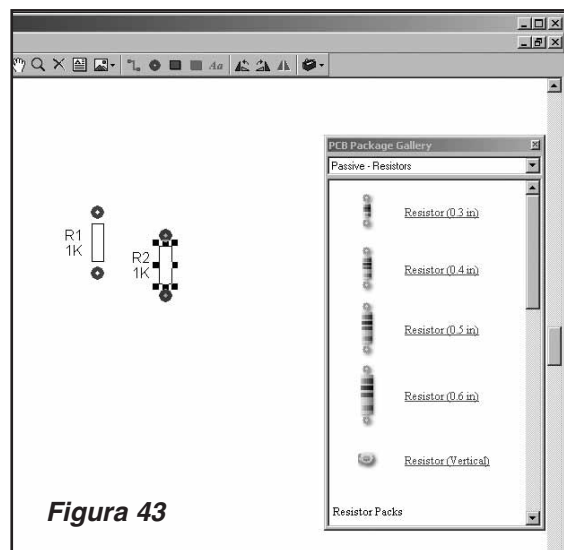 Aa
PCB Package Gallery
Passive - Resistors
Resistor (0.3 in)
Resistor (0.4 in)
R1
1K
R2
1K
Resistor (0.5 in)
Resistor (0.6 in)
Resistor (Vertical)
Resistor Packs
Figura 43